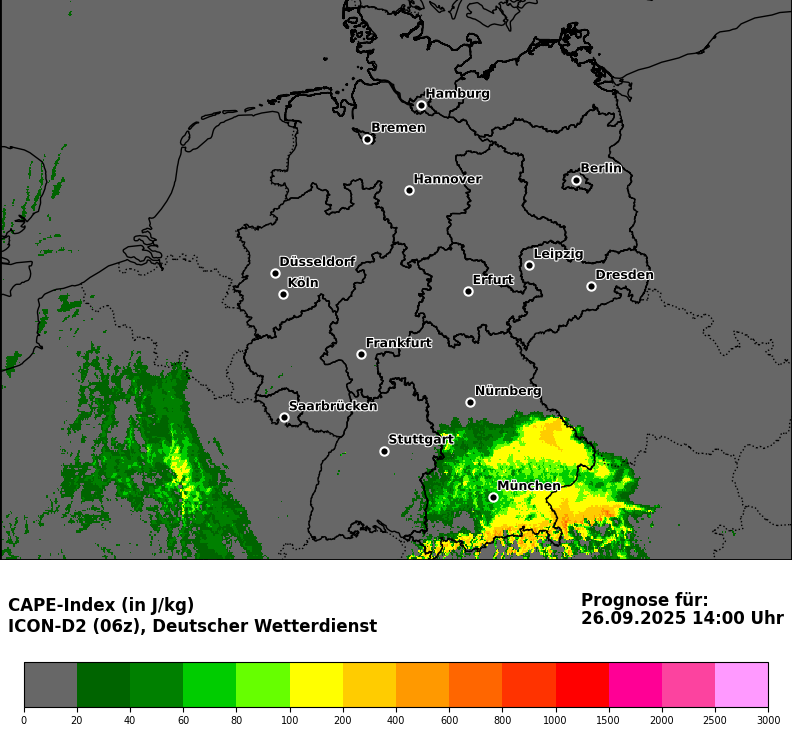 Hamburg
Bremen
Berlin
Hannover
Leipzig
Düsseldorf
Dresden
Köln
Erfurt
Frankfurt
Nürnberg
Saarbrücken
Stuttgart
München
CAPE-Index (in J/kg)
ICON-D2 (06z), Deutscher Wetterdienst
Prognose für:
26.09.2025 14:00 Uhr
0 20 40 60 80 100 200 400 600 800 1000 1500 2000 2500 3000